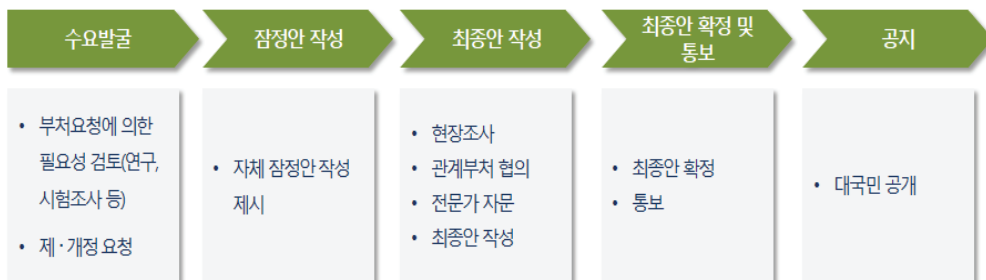 수요발굴
잠정안 작성
최종안 작성
최종안 확정 및
통보
공지
• 부처요청에 의한
필요성 검토(연구,
시험조사 등)
• 제·개정 요청
• 자체 잠정안 작성
제시
• 현장조사
• 관계부처 협의
• 전문가 자문
• 최종안 작성
• 최종안 확정
• 통보
• 대국민 공개